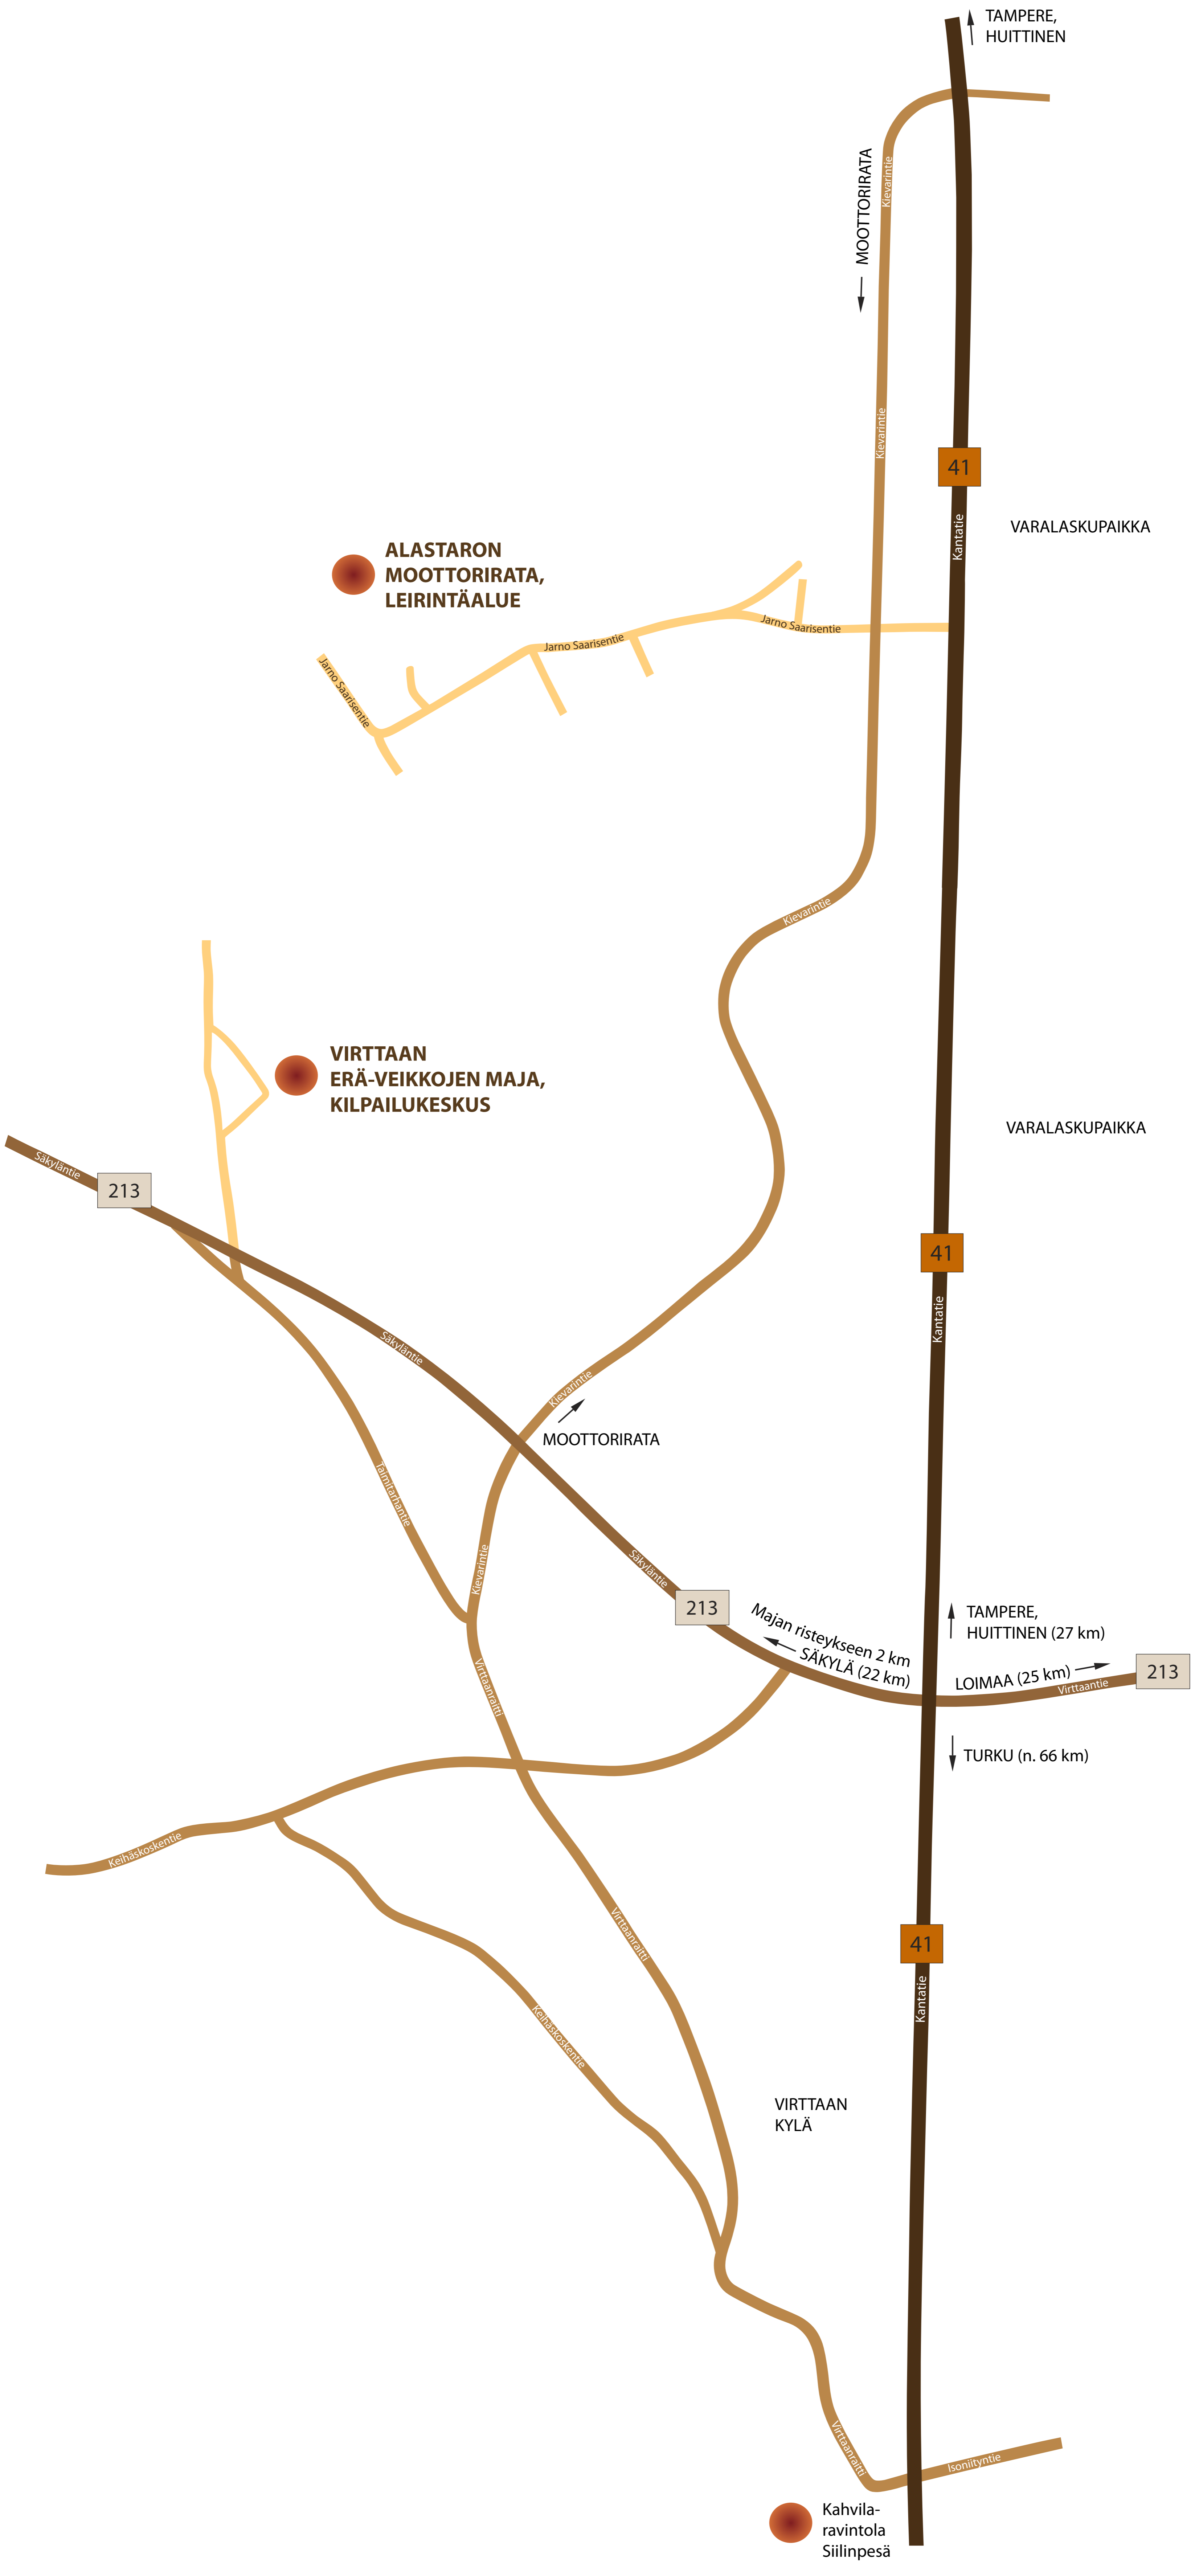 TAMPERE,
HUITTINEN
Kievarintie
MOOTTORIRATA
Kievarintie
41
Kantatie
VARALASKUPAIKKA
ALASTARON
MOOTTORIRATA,
LEIRINTÄALUE
Jarno Saarisentie
Jarno Saarisentie
Jarno Saarisentie
Kievarintie
VIRTTAAN
ERÄ-VEIKKOJEN MAJA,
KILPAILUKESKUS
VARALASKUPAIKKA
Säkyläntie
213
41
Kantatie
Säkyläntie
Kievarintie
MOOTTORIRATA
Taimitarhantie
Kievarintie
Säkyläntie
213
Majan risteykseen 2 km
SÄKYLÄ (22 km)
TAMPERE,
HUITTINEN (27 km)
LOIMAA (25 km)
213
Virttaantie
Virttaanraitti
TURKU (n. 66 km)
Keihäskoskentie
Virttaanraitti
41
Kantatie
Keihäskoskentie
VIRTTAAN
KYLÄ
Virttaanraitti
Isoniityntie
Kahvila-
ravintola
Siilinpesä